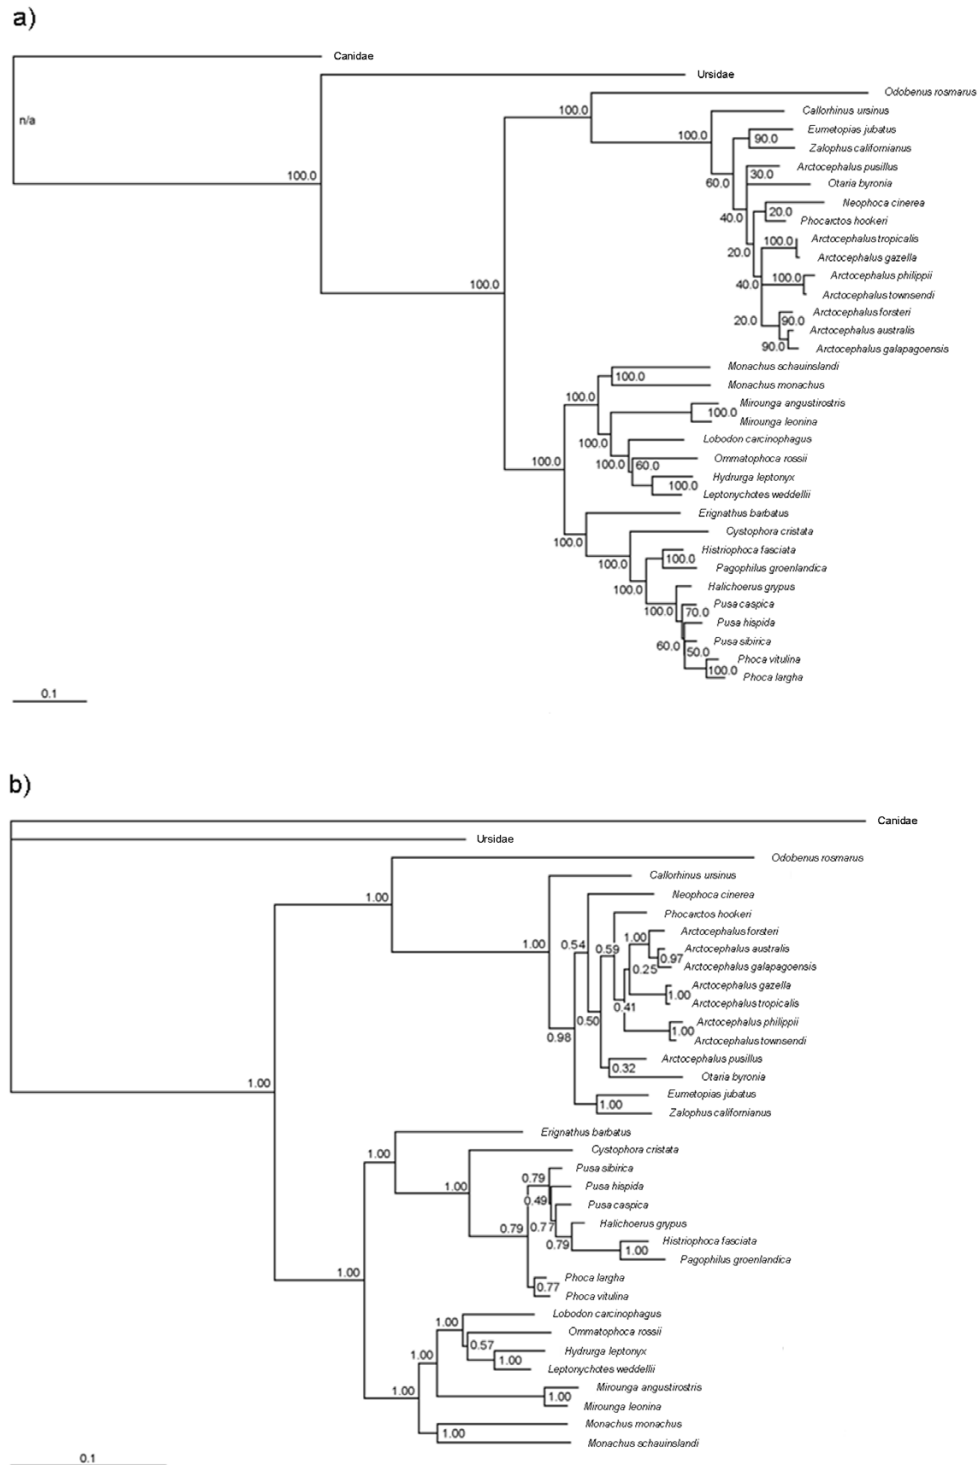 a)
Canidae
Ursidae
n/a
Odobenus rosmarus
100.0
Callorhinus ursinus
Eumetopias jubatus
100.0
90.0
Zalophus californianus
Arctocephalus pusillus
100.0
30.0
60.0
Otaria byronia
Neophoca cinerea
20.0
40.0
Phocarctos hookeri
Arctocephalus tropicalis
100.0
20.0
Arctocephalus gazella
Arctocephalus philippii
100.0
100.0
40.0
Arctocephalus townsendi
Arctocephalus forsteri
20.0
90.0
Arctocephalus australis
90.0
Arctocephalus galapagoensis
Monachus schauinslandi
100.0
Monachus monachus
100.0
Mirounga angustirostris
100.0
Mirounga leonina
Lobodon carcinophagus
100.0
Ommatophoca rossii
100.0
100.0
60.0
Hydrurga leptonyx
100.0
Leptonychotes weddellii
Erignathus barbatus
Cystophora cristata
100.0
Histriophoca fasciata
100.0
100.0
Pagophilus groenlandica
Halichoerus grypus
100.0
Pusa caspica
100.0
70.0
Pusa hispida
Pusa sibirica
60.0
50.0
Phoca vitulina
100.0
Phoca largha
0.1
b)
Canidae
Ursidae
Odobenus rosmarus
Callorhinus ursinus
Neophoca cinerea
1.00
Phocarctos hookeri
Arctocephalus forsteri
1.00
1.00
0.54
0.59
Arctocephalus australis
0.97
Arctocephalus galapagoensis
0.25
Arctocephalus gazella
1.00
Arctocephalus tropicalis
0.41
Arctocephalus philippii
0.50
1.00
0.98
Arctocephalus townsendi
Arctocephalus pusillus
0.32
Otaria byronia
1.00
Eumetopias jubatus
1.00
Zalophus californianus
Erignathus barbatus
Cystophora cristata
1.00
Pusa sibirica
0.79
1.00
Pusa hispida
0.49
Pusa caspica
Halichoerus grypus
0.79
0.77
Histriophoca fasciata
0.79
1.00
Pagophilus groenlandica
1.00
Phoca largha
0.77
Phoca vitulina
Lobodon carcinophagus
1.00
Ommatophoca rossii
0.57
Hydrurga leptonyx
1.00
1.00
Leptonychotes weddellii
Mirounga angustirostris
1.00
1.00
Mirounga leonina
Monachus monachus
1.00
Monachus schauinslandi
0.1